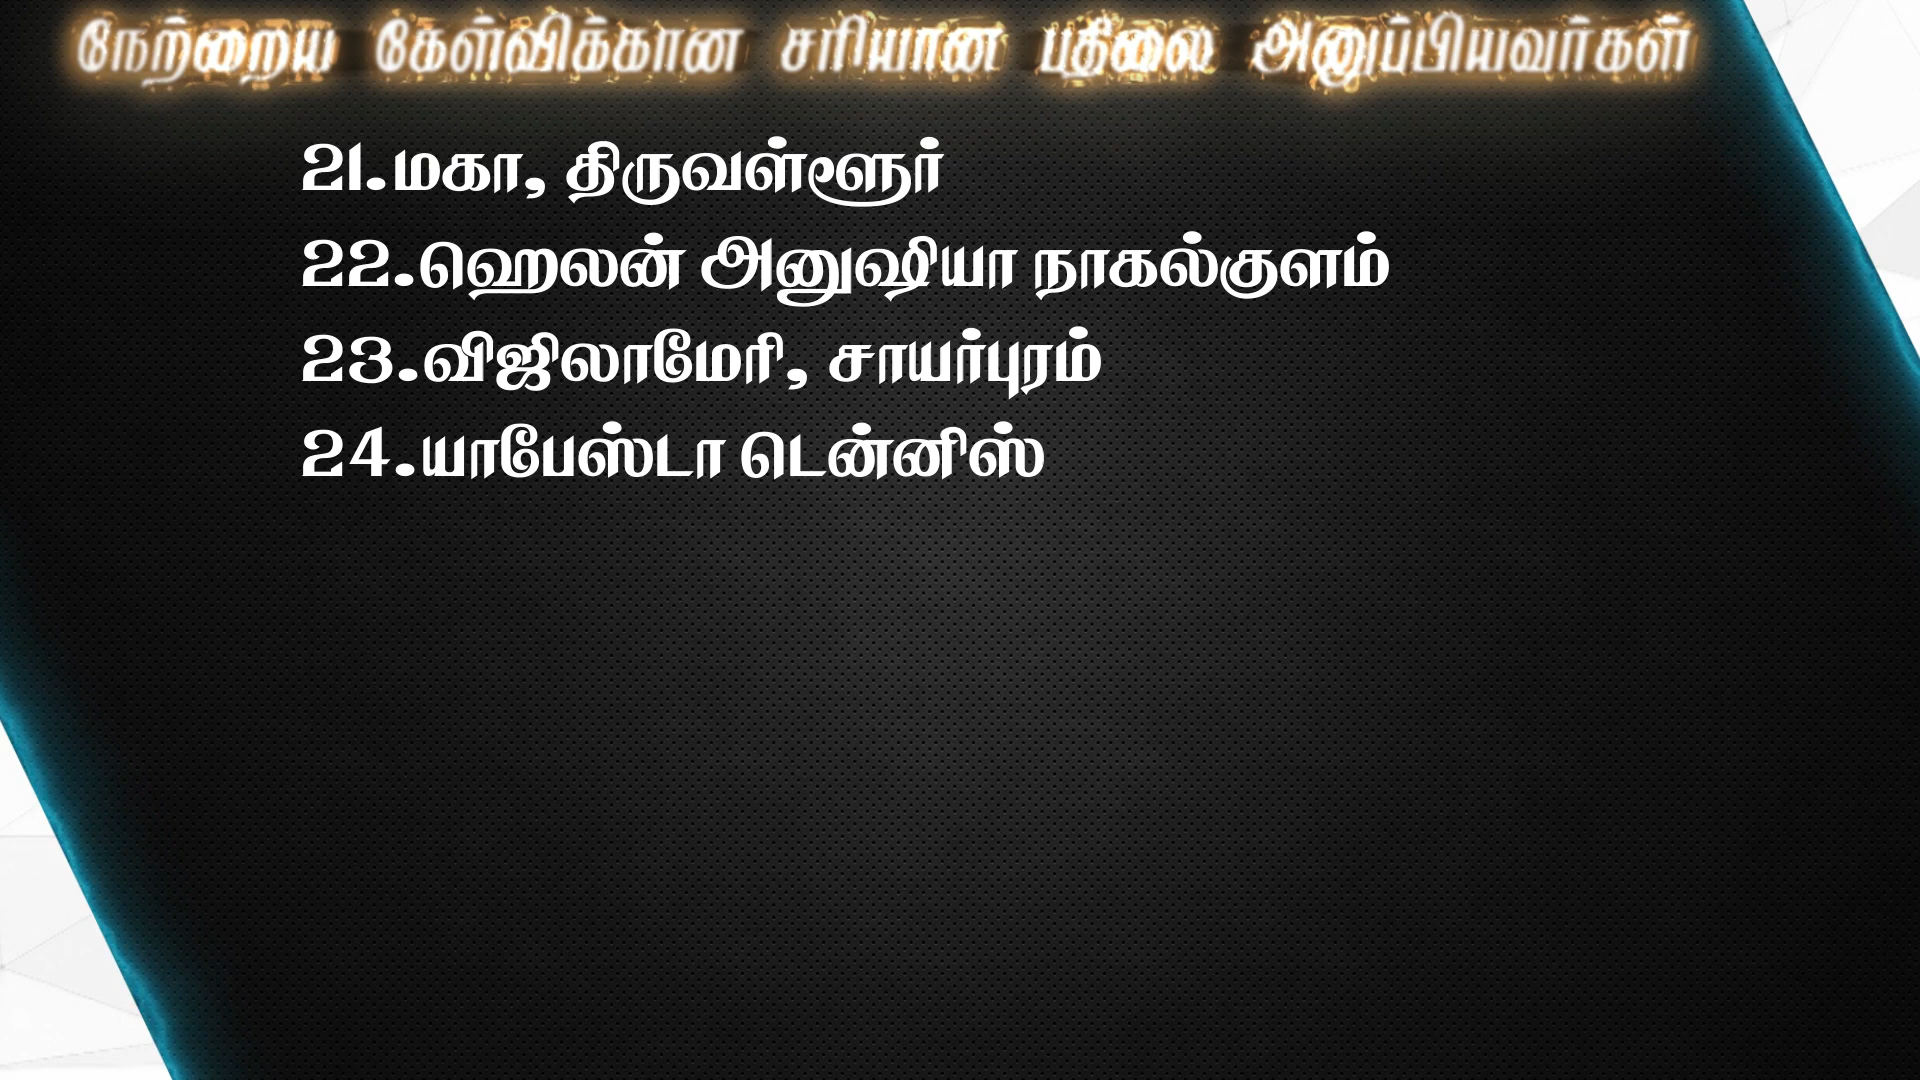 நேற்றைய கேள்விக்கான சரியான பதிலை அனுப்பியவர்கள்
21.மகா, திருவள்ளூர்
22.ஹெலன் அனுஷியா நாகல்குளம்
23.விஜிலாமேரி, சாயர்புரம்
24.யாபேஸ்டா டென்னிஸ்